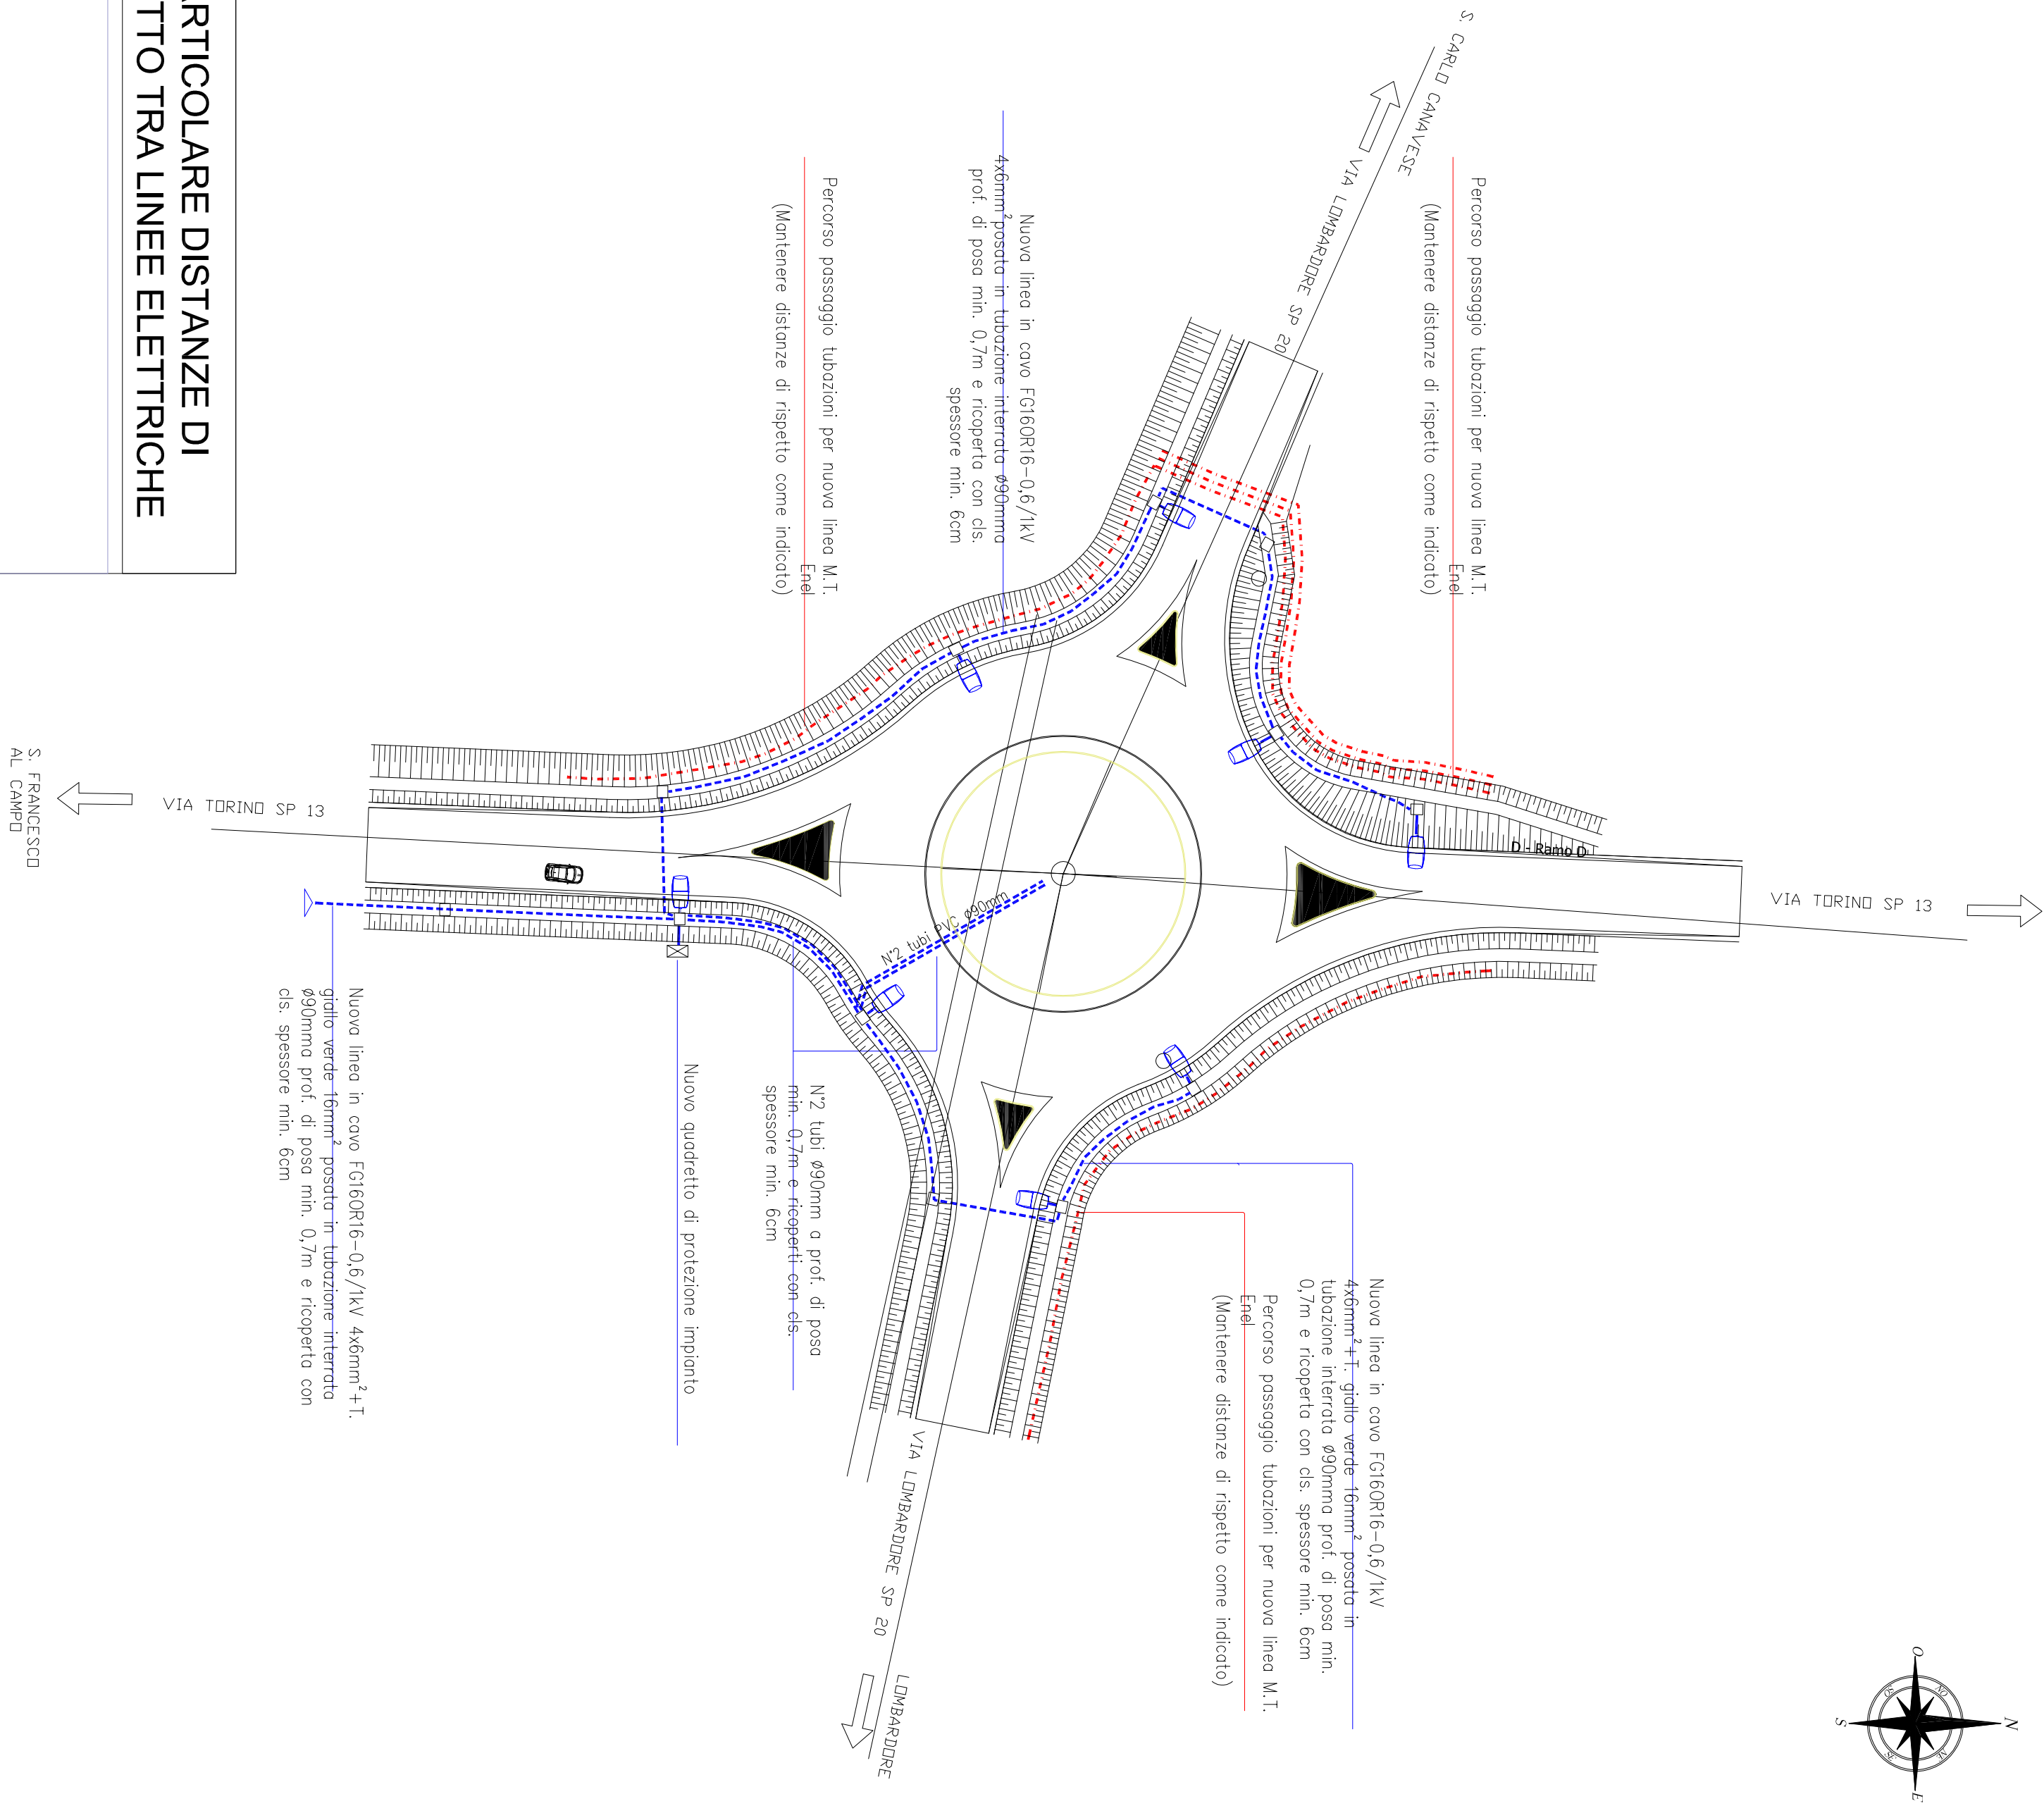 S. CARLO CANAVESE
VIA LOMBARDORE SP 20
Percorso passaggio tubazioni per nuova linea M.T.
Enel
(Mantenere distanze di rispetto come indicato)
Nuova linea in cavo FG16OR16-0,6/1kV
4x6mm² posata in tubazione interrata ø90mma
prof. di posa min. 0,7m e ricoperta con cls.
spessore min. 6cm
Percorso passaggio tubazioni per nuova linea M.T.
Enel
(Mantenere distanze di rispetto come indicato)
DISTANZE DI
TRA LINEE ELETTRICHE
D - Ramo D
VIA TORINO SP 13
VIA TORINO SP 13
S. FRANCESCO
AL CAMPO
N°2 tubi PVC ø90mm
Nuova linea in cavo FG16OR16-0,6/1kV
4x6mm²+T. giallo verde 16mm² posata in
tubazione interrata ø90mma prof. di posa min.
0,7m e ricoperta con cls. spessore min. 6cm
Percorso passaggio tubazioni per nuova linea M.T.
Enel
(Mantenere distanze di rispetto come indicato)
N°2 tubi ø90mm a prof. di posa
min. 0,7m e ricoperti con cls.
spessore min. 6cm
Nuovo quadretto di protezione impianto
Nuova linea in cavo FG16OR16-0,6/1kV 4x6mm²+T.
giallo verde 16mm² posata in tubazione interrata
ø90mma prof. di posa min. 0,7m e ricoperta con
cls. spessore min. 6cm
VIA LOMBARDORE SP 20
LOMBARDORE
N
NO
O
SO
S
SE
E